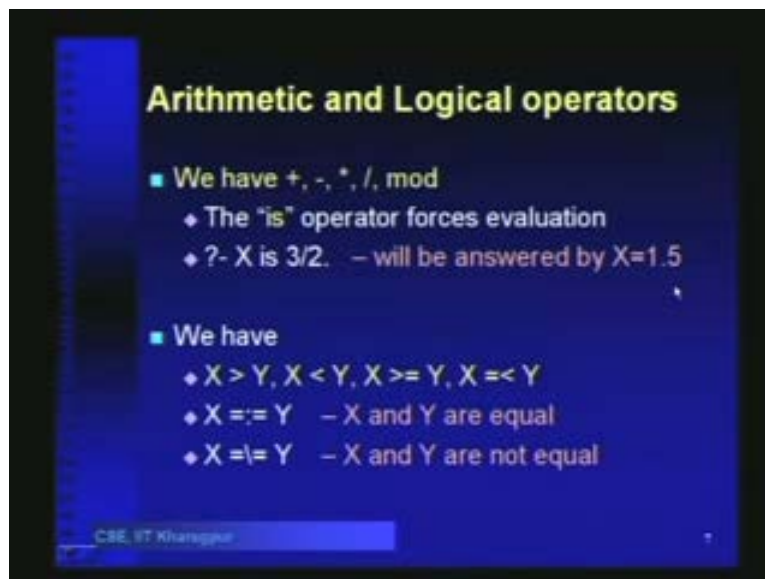 Arithmetic and Logical operators
We have +, -, *, /, mod
The "is" operator forces evaluation
?- X is 3/2. – will be answered by X=1.5
We have
X > Y, X < Y, X >= Y, X =< Y
X =:= Y – X and Y are equal
X =\= Y – X and Y are not equal
CSE, IIT Kharagpur